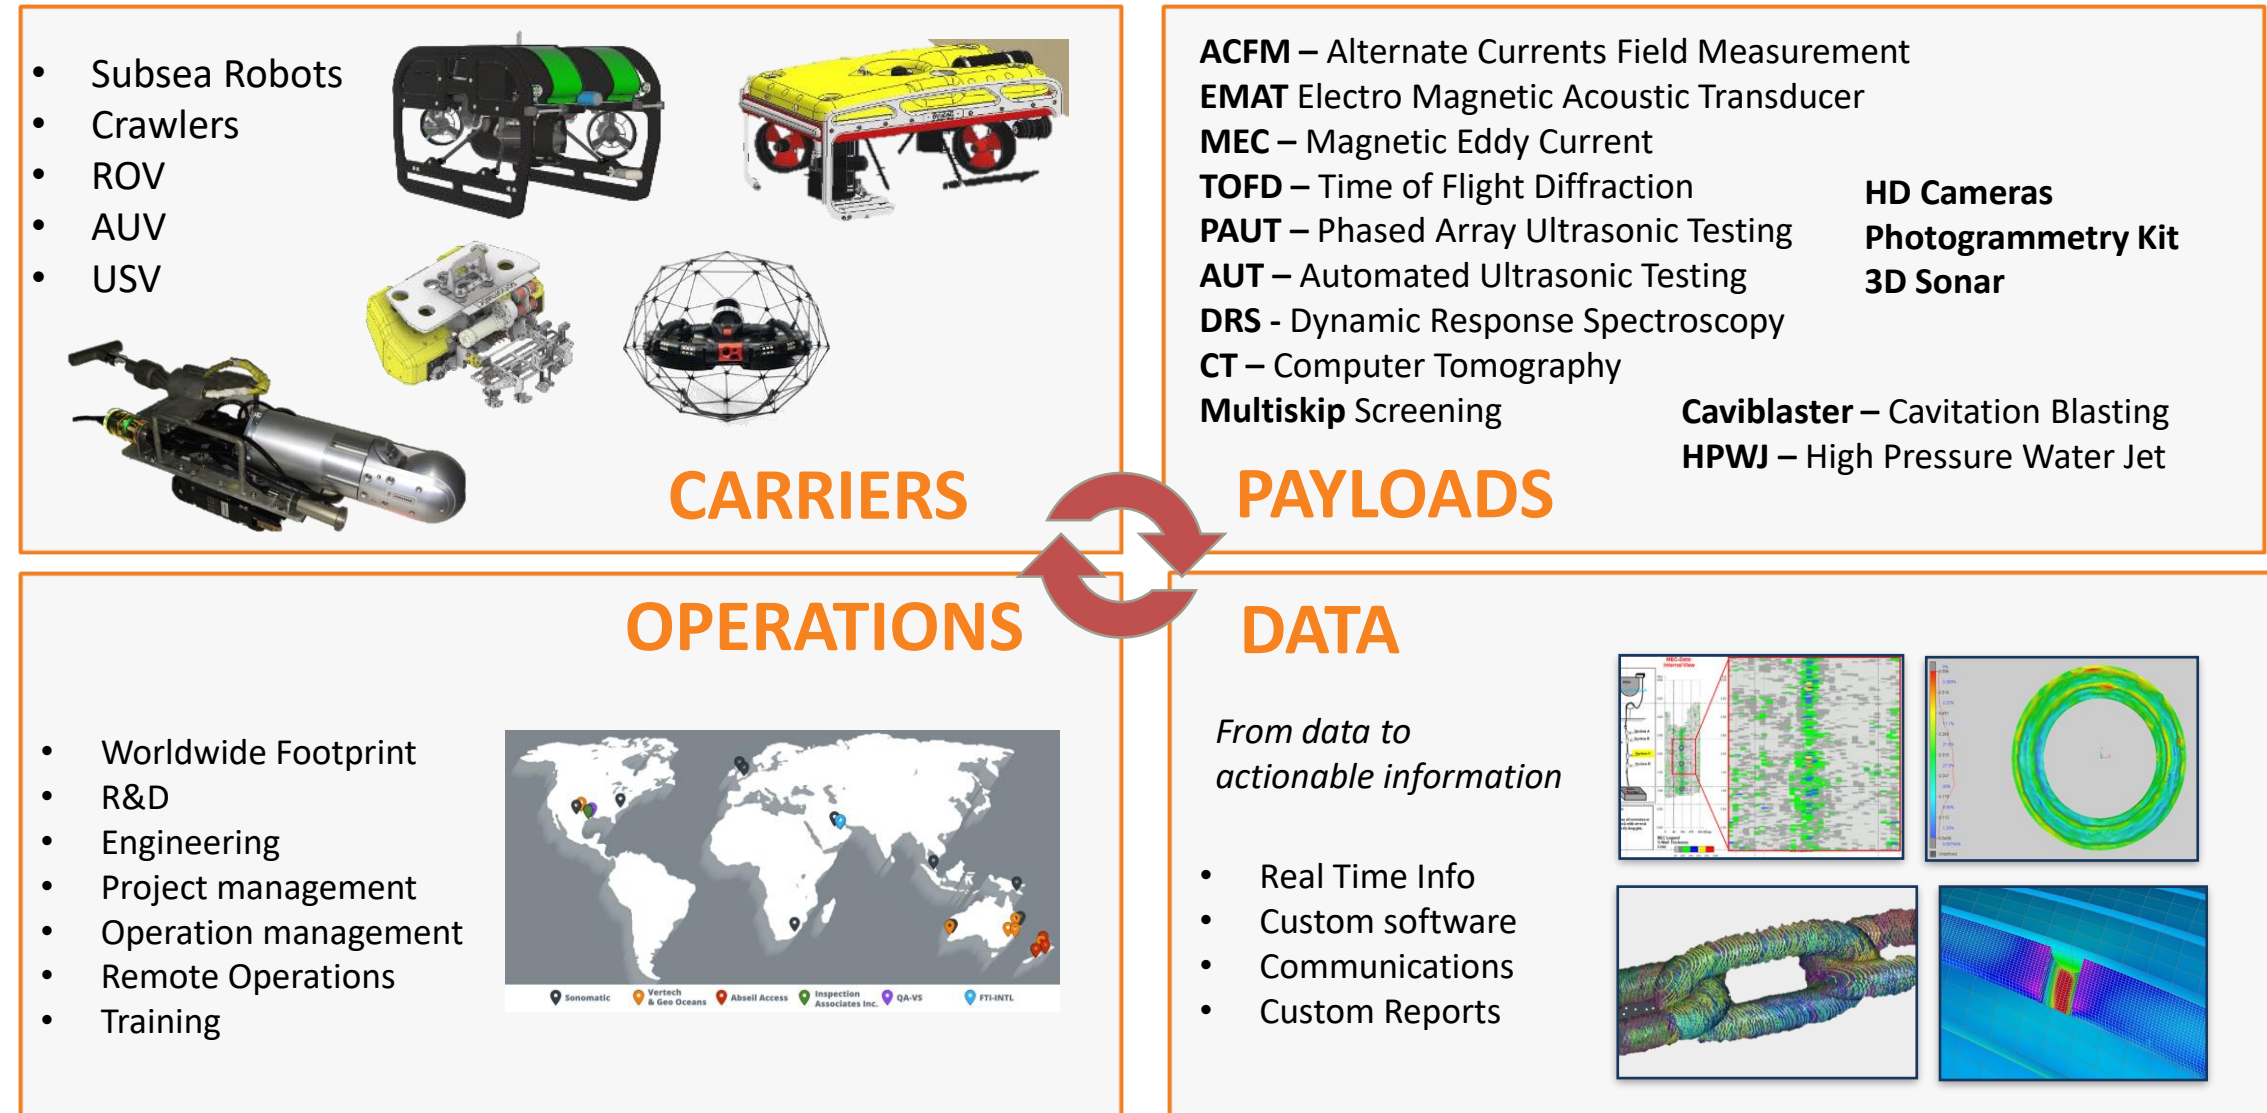 • Subsea Robots
• Crawlers
• ROV
• AUV
• USV
CARRIERS
ACFM – Alternate Currents Field Measurement
EMAT Electro Magnetic Acoustic Transducer
MEC – Magnetic Eddy Current
TOFD – Time of Flight Diffraction
PAUT – Phased Array Ultrasonic Testing
AUT – Automated Ultrasonic Testing
DRS - Dynamic Response Spectroscopy
CT – Computer Tomography
Multiskip Screening
HD Cameras
Photogrammetry Kit
3D Sonar
Caviblaster – Cavitation Blasting
HPWJ – High Pressure Water Jet
PAYLOADS
OPERATIONS
• Worldwide Footprint
• R&D
• Engineering
• Project management
• Operation management
• Remote Operations
• Training
Sonomatic
Vertech
& Geo Oceans
Abseil Access
Inspection
Associates Inc.
QA-VS
FTI-INTL
DATA
From data to
actionable information
• Real Time Info
• Custom software
• Communications
• Custom Reports
MEC-Data
Internal View